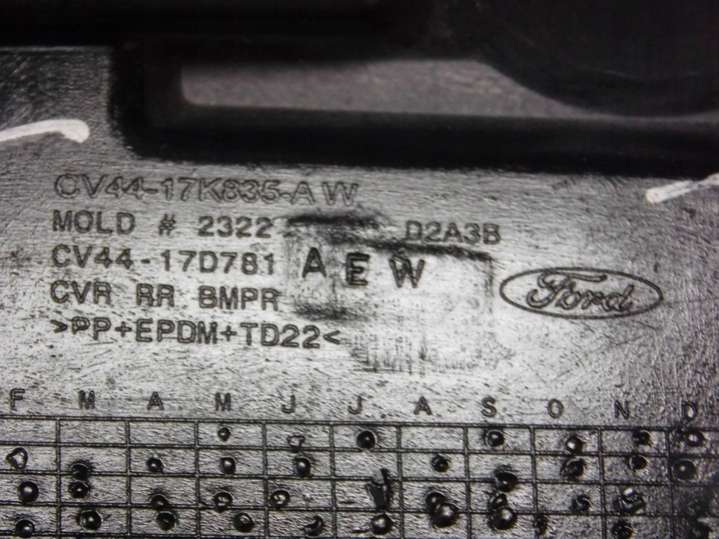 CV44-17K835-AW
MOLD # 2322 D2A3B
CV44-17D781 AEW
CVR RR BMPR
Ford
>PP+EPDM+TD22<
F M A M J J A S O N D